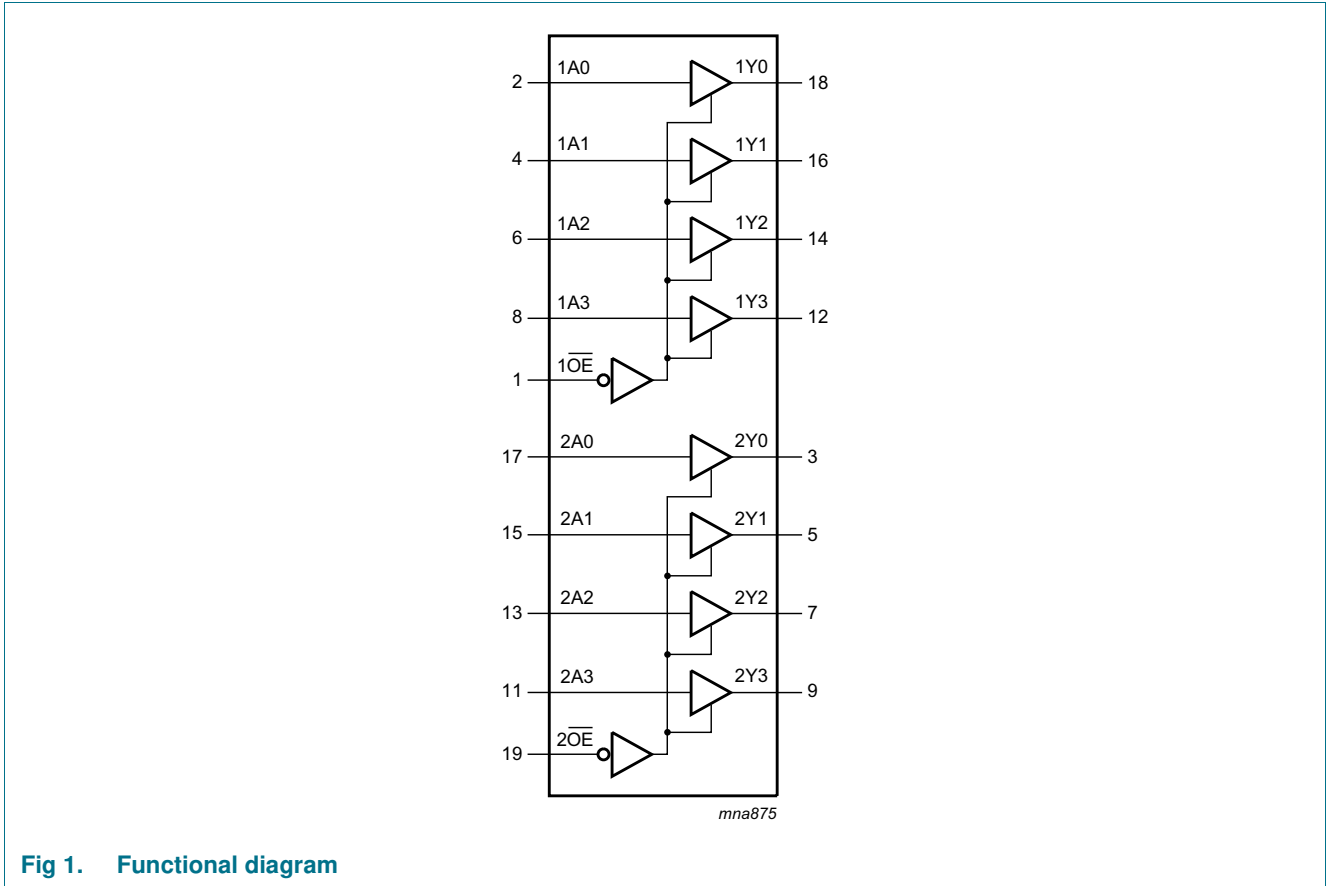 1A0 1Y0
2 18
1A1 1Y1
4 16
1A2 1Y2
6 14
1A3 1Y3
8 12
1O̅E̅
1
2A0 2Y0
17 3
2A1 2Y1
15 5
2A2 2Y2
13 7
2A3 2Y3
11 9
2O̅E̅
19
mna875
Fig 1. Functional diagram